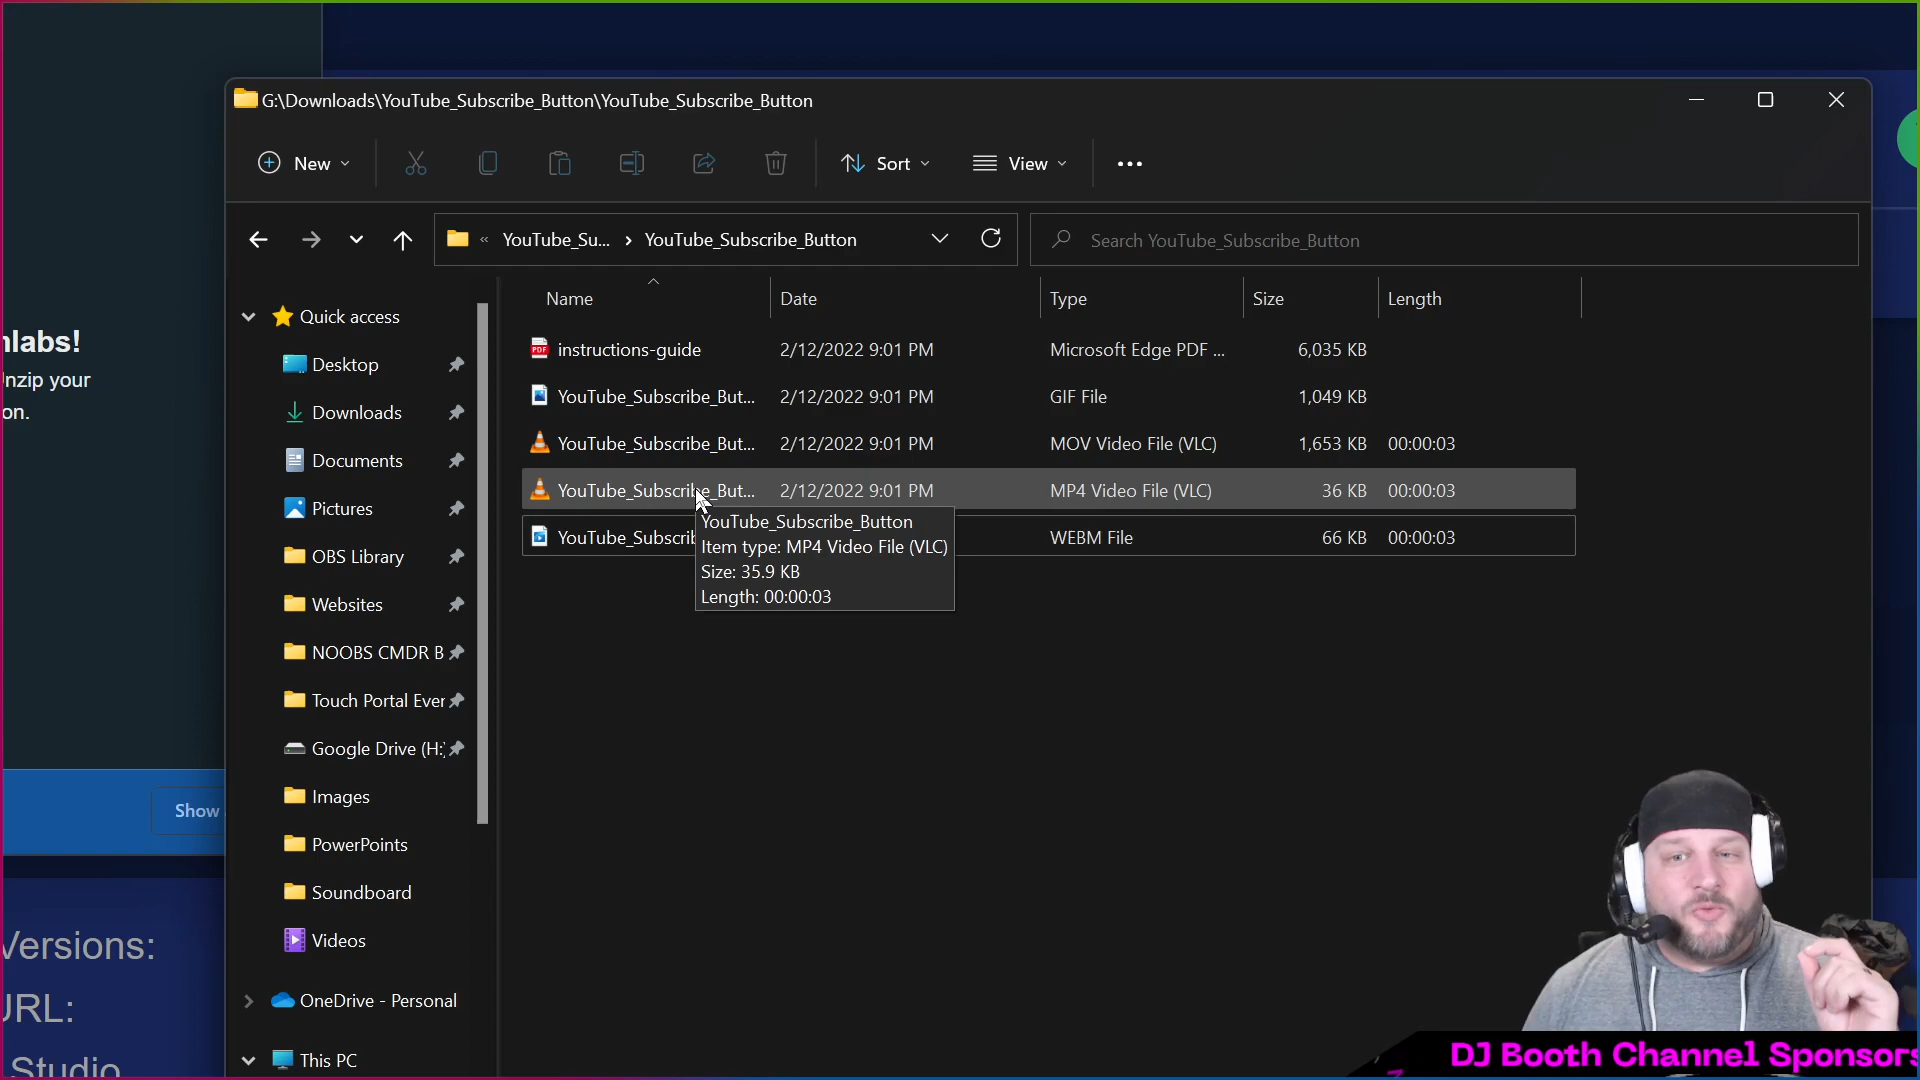 G:\Downloads\YouTube_Subscribe_Button\YouTube_Subscribe_Button
New
Sort
View
« YouTube_Su... › YouTube_Subscribe_Button
Search YouTube_Subscribe_Button
Name Date Type Size Length
instructions-guide 2/12/2022 9:01 PM Microsoft Edge PDF ... 6,035 KB
YouTube_Subscribe_But... 2/12/2022 9:01 PM GIF File 1,049 KB
YouTube_Subscribe_But... 2/12/2022 9:01 PM MOV Video File (VLC) 1,653 KB 00:00:03
YouTube_Subscribe_But... 2/12/2022 9:01 PM MP4 Video File (VLC) 36 KB 00:00:03
YouTube_Subscrib WEBM File 66 KB 00:00:03
YouTube_Subscribe_Button
Item type: MP4 Video File (VLC)
Size: 35.9 KB
Length: 00:00:03
Quick access
Desktop
Downloads
Documents
Pictures
OBS Library
Websites
NOOBS CMDR B
Touch Portal Ever
Google Drive (H:)
Images
PowerPoints
Soundboard
Videos
OneDrive - Personal
This PC
nlabs!
nzip your
on.
Show
Versions:
URL:
Studio
PDF
DJ Booth Channel Sponsors